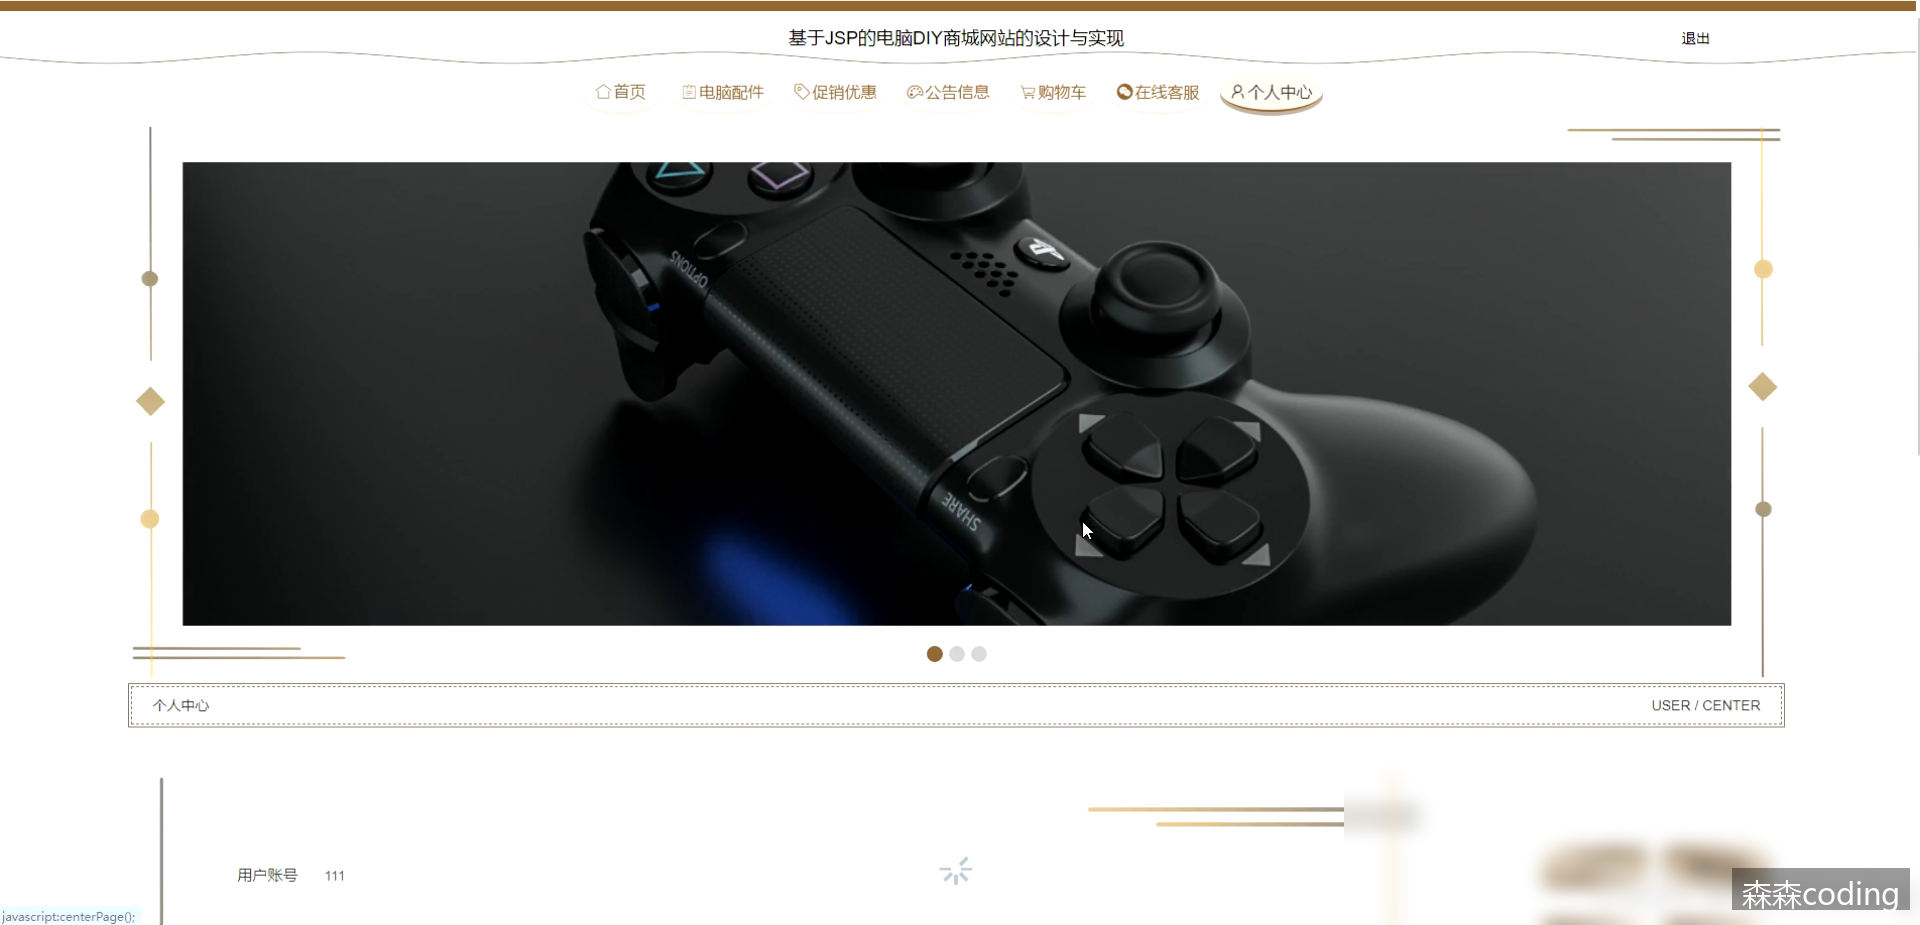 基于JSP的电脑DIY商城网站的设计与实现
退出
首页 电脑配件 促销优惠 公告信息 购物车 在线客服 个人中心
OPTIONS
SHARE
个人中心 USER / CENTER
用户账号 111
森森coding
javascript:centerPage();